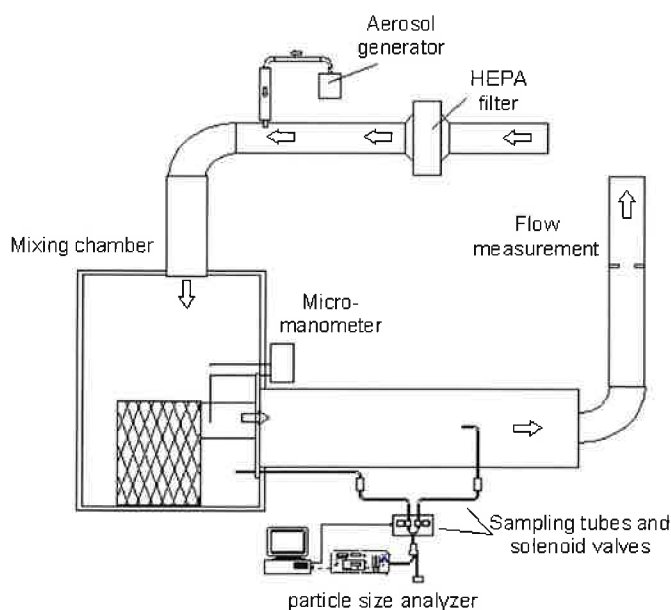 Aerosol
generator
HEPA
filter
Mixing chamber
Flow
measurement
Micro-
manometer
Sampling tubes and
solenoid valves
particle size analyzer